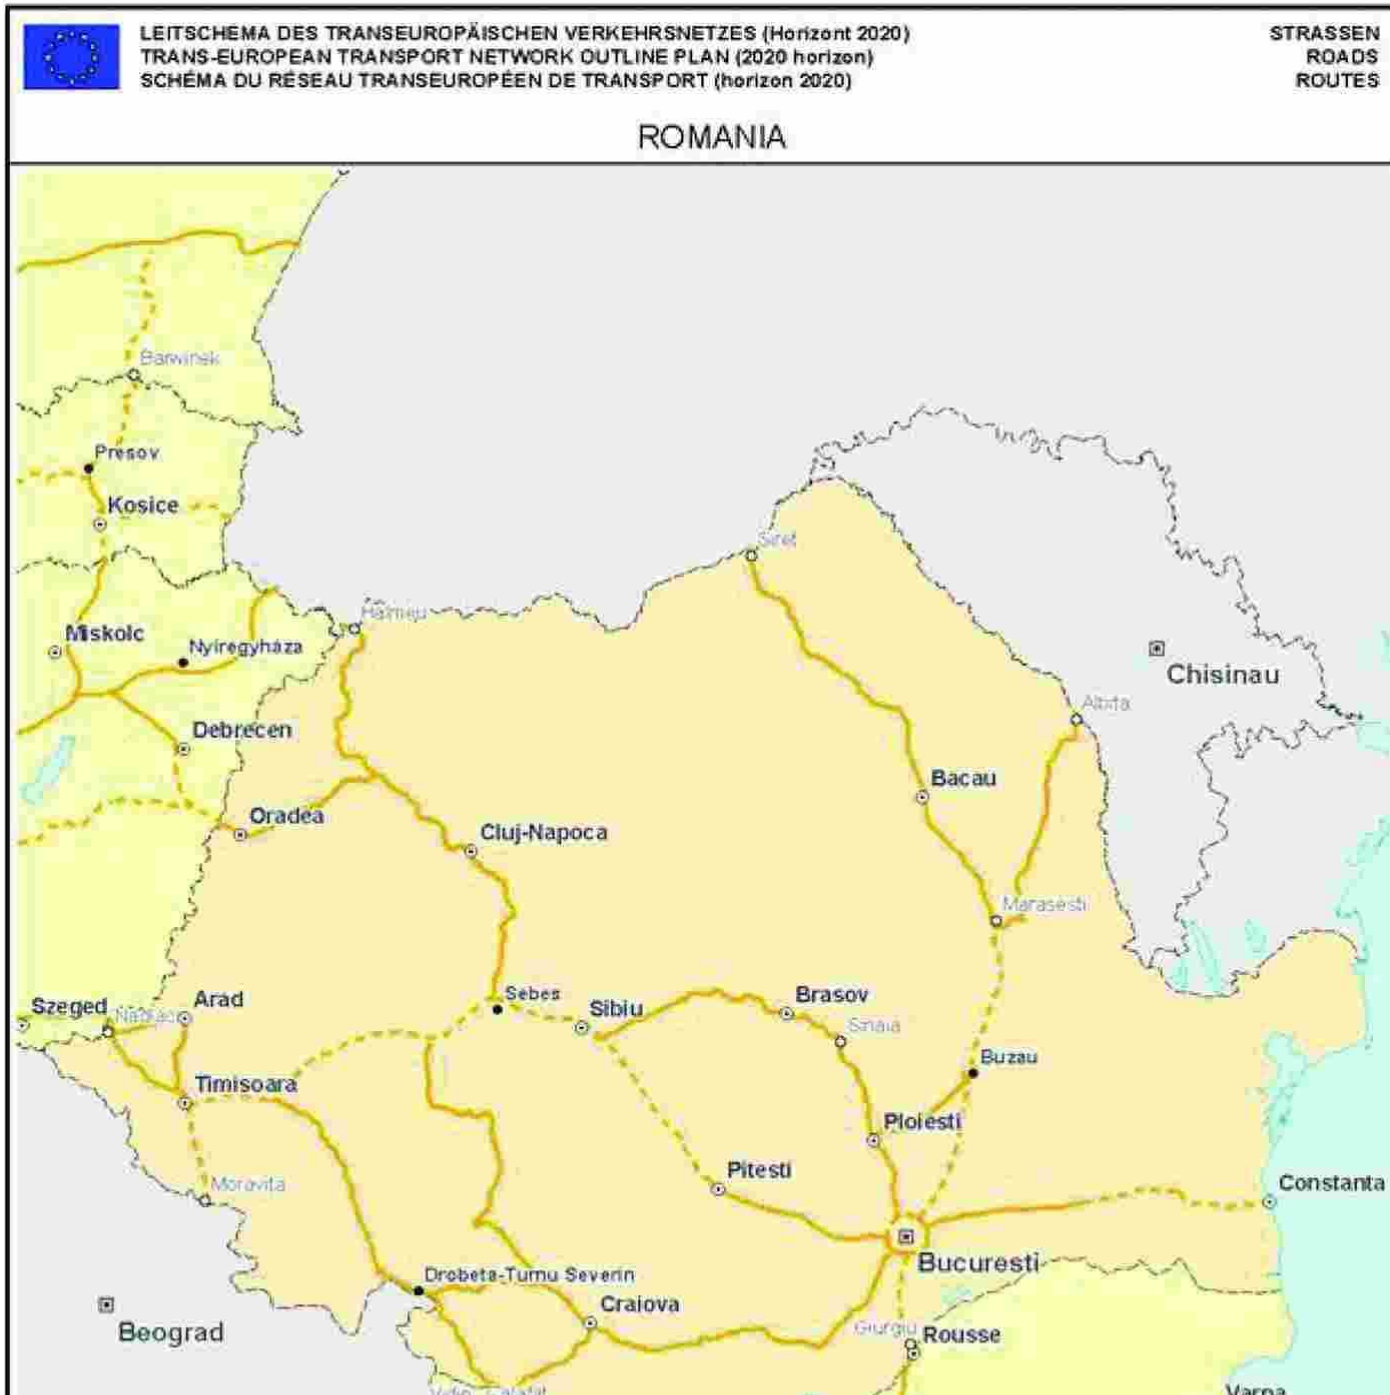 LEITSCHEMA DES TRANSEUROPÄISCHEN VERKEHRSNETZES (Horizont 2020)
STRASSEN
TRANS-EUROPEAN TRANSPORT NETWORK OUTLINE PLAN (2020 horizon)
ROADS
SCHÉMA DU RÉSEAU TRANSEUROPÉEN DE TRANSPORT (horizon 2020)
ROUTES
ROMANIA
Barwinek
Presov
Kosice
Siret
Halmeu
Miskolc
Nyíregyháza
Chisinau
Albita
Debrecen
Bacau
Oradea
Cluj-Napoca
Marasesti
Sebes
Brasov
Szeged
Nadlac
Arad
Sibiu
Sinaia
Buzau
Timisoara
Ploiesti
Pitesti
Moravita
Constanta
Bucuresti
Drobeta-Turnu Severin
Craiova
Beograd
Giurgiu
Rousse
Vidin
Calafat
Varna